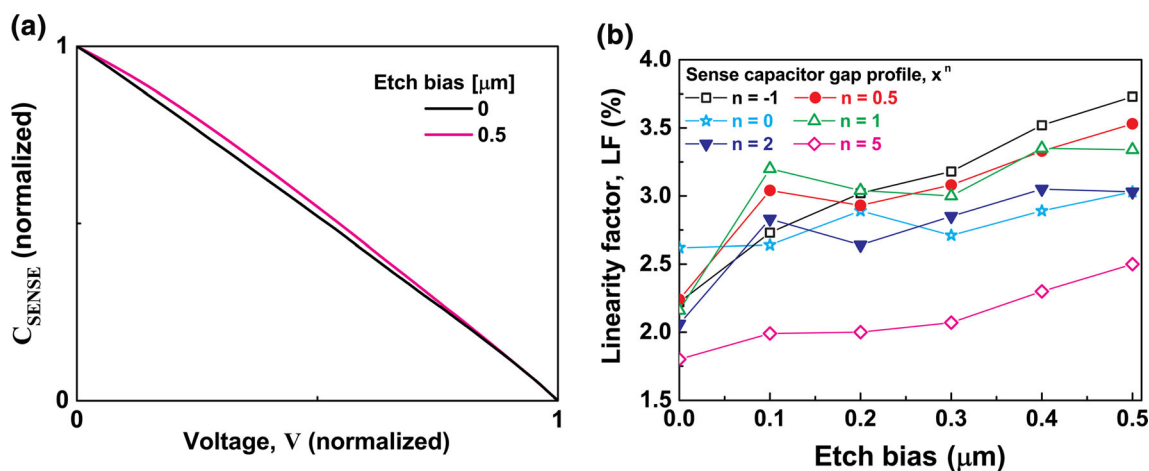 (a)
1
C_SENSE (normalized)
0
Etch bias [μm]
0
0.5
0
1
Voltage, V (normalized)
(b)
Linearity factor, LF (%)
4.0
3.5
3.0
2.5
2.0
1.5
Sense capacitor gap profile, x^n
n = -1
n = 0.5
n = 0
n = 1
n = 2
n = 5
0.0
0.1
0.2
0.3
0.4
0.5
Etch bias (μm)